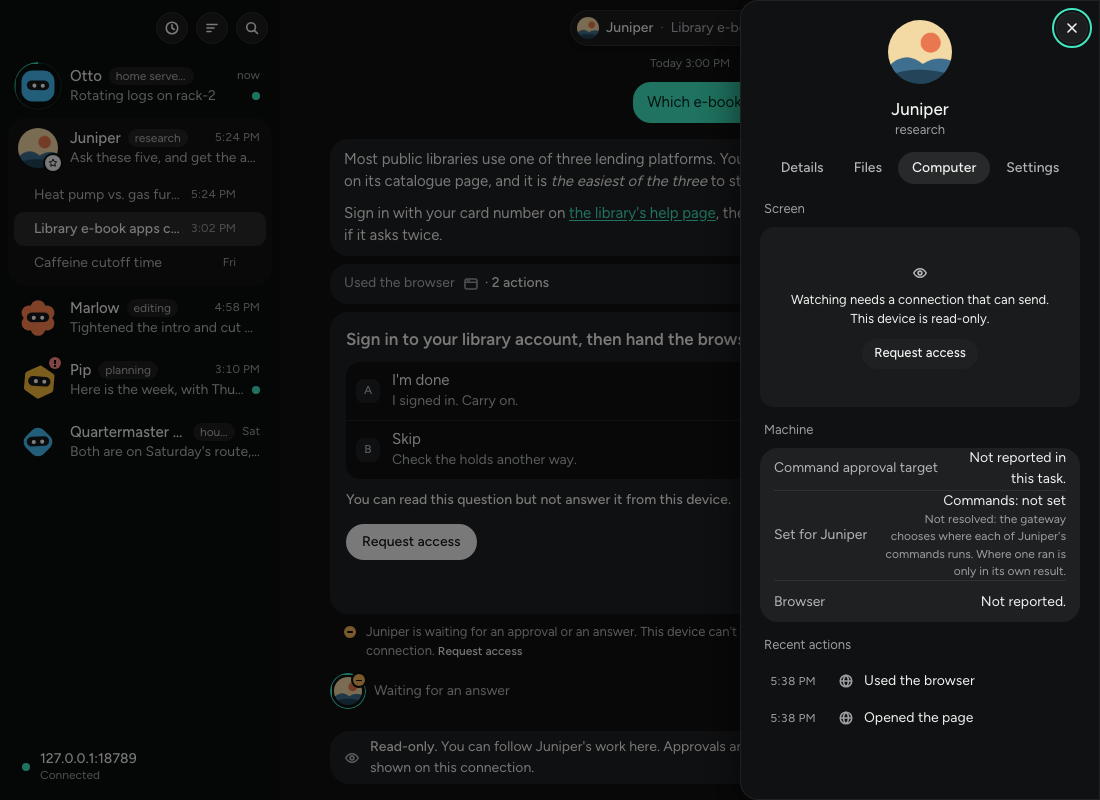 Otto home serve... now
Rotating logs on rack-2
Juniper research 5:24 PM
Ask these five, and get the a...
Heat pump vs. gas fur... 5:24 PM
Library e-book apps c... 3:02 PM
Caffeine cutoff time Fri
Marlow editing 4:58 PM
Tightened the intro and cut ...
Pip planning 3:10 PM
Here is the week, with Thu...
Quartermaster ... hou... Sat
Both are on Saturday's route,...
127.0.0.1:18789
Connected
Juniper · Library e-b
Today 3:00 PM
Which e-book
Most public libraries use one of three lending platforms. You
on its catalogue page, and it is the easiest of the three to st
Sign in with your card number on the library's help page, the
if it asks twice.
Used the browser · 2 actions
Sign in to your library account, then hand the brows
A I'm done
I signed in. Carry on.
B Skip
Check the holds another way.
You can read this question but not answer it from this device.
Request access
Juniper is waiting for an approval or an answer. This device can't
connection. Request access
Waiting for an answer
Read-only. You can follow Juniper's work here. Approvals ar
shown on this connection.
Juniper
research
Details Files Computer Settings
Screen
Watching needs a connection that can send.
This device is read-only.
Request access
Machine
Command approval target Not reported in
this task.
Set for Juniper Commands: not set
Not resolved: the gateway
chooses where each of Juniper's
commands runs. Where one ran is
only in its own result.
Browser Not reported.
Recent actions
5:38 PM Used the browser
5:38 PM Opened the page